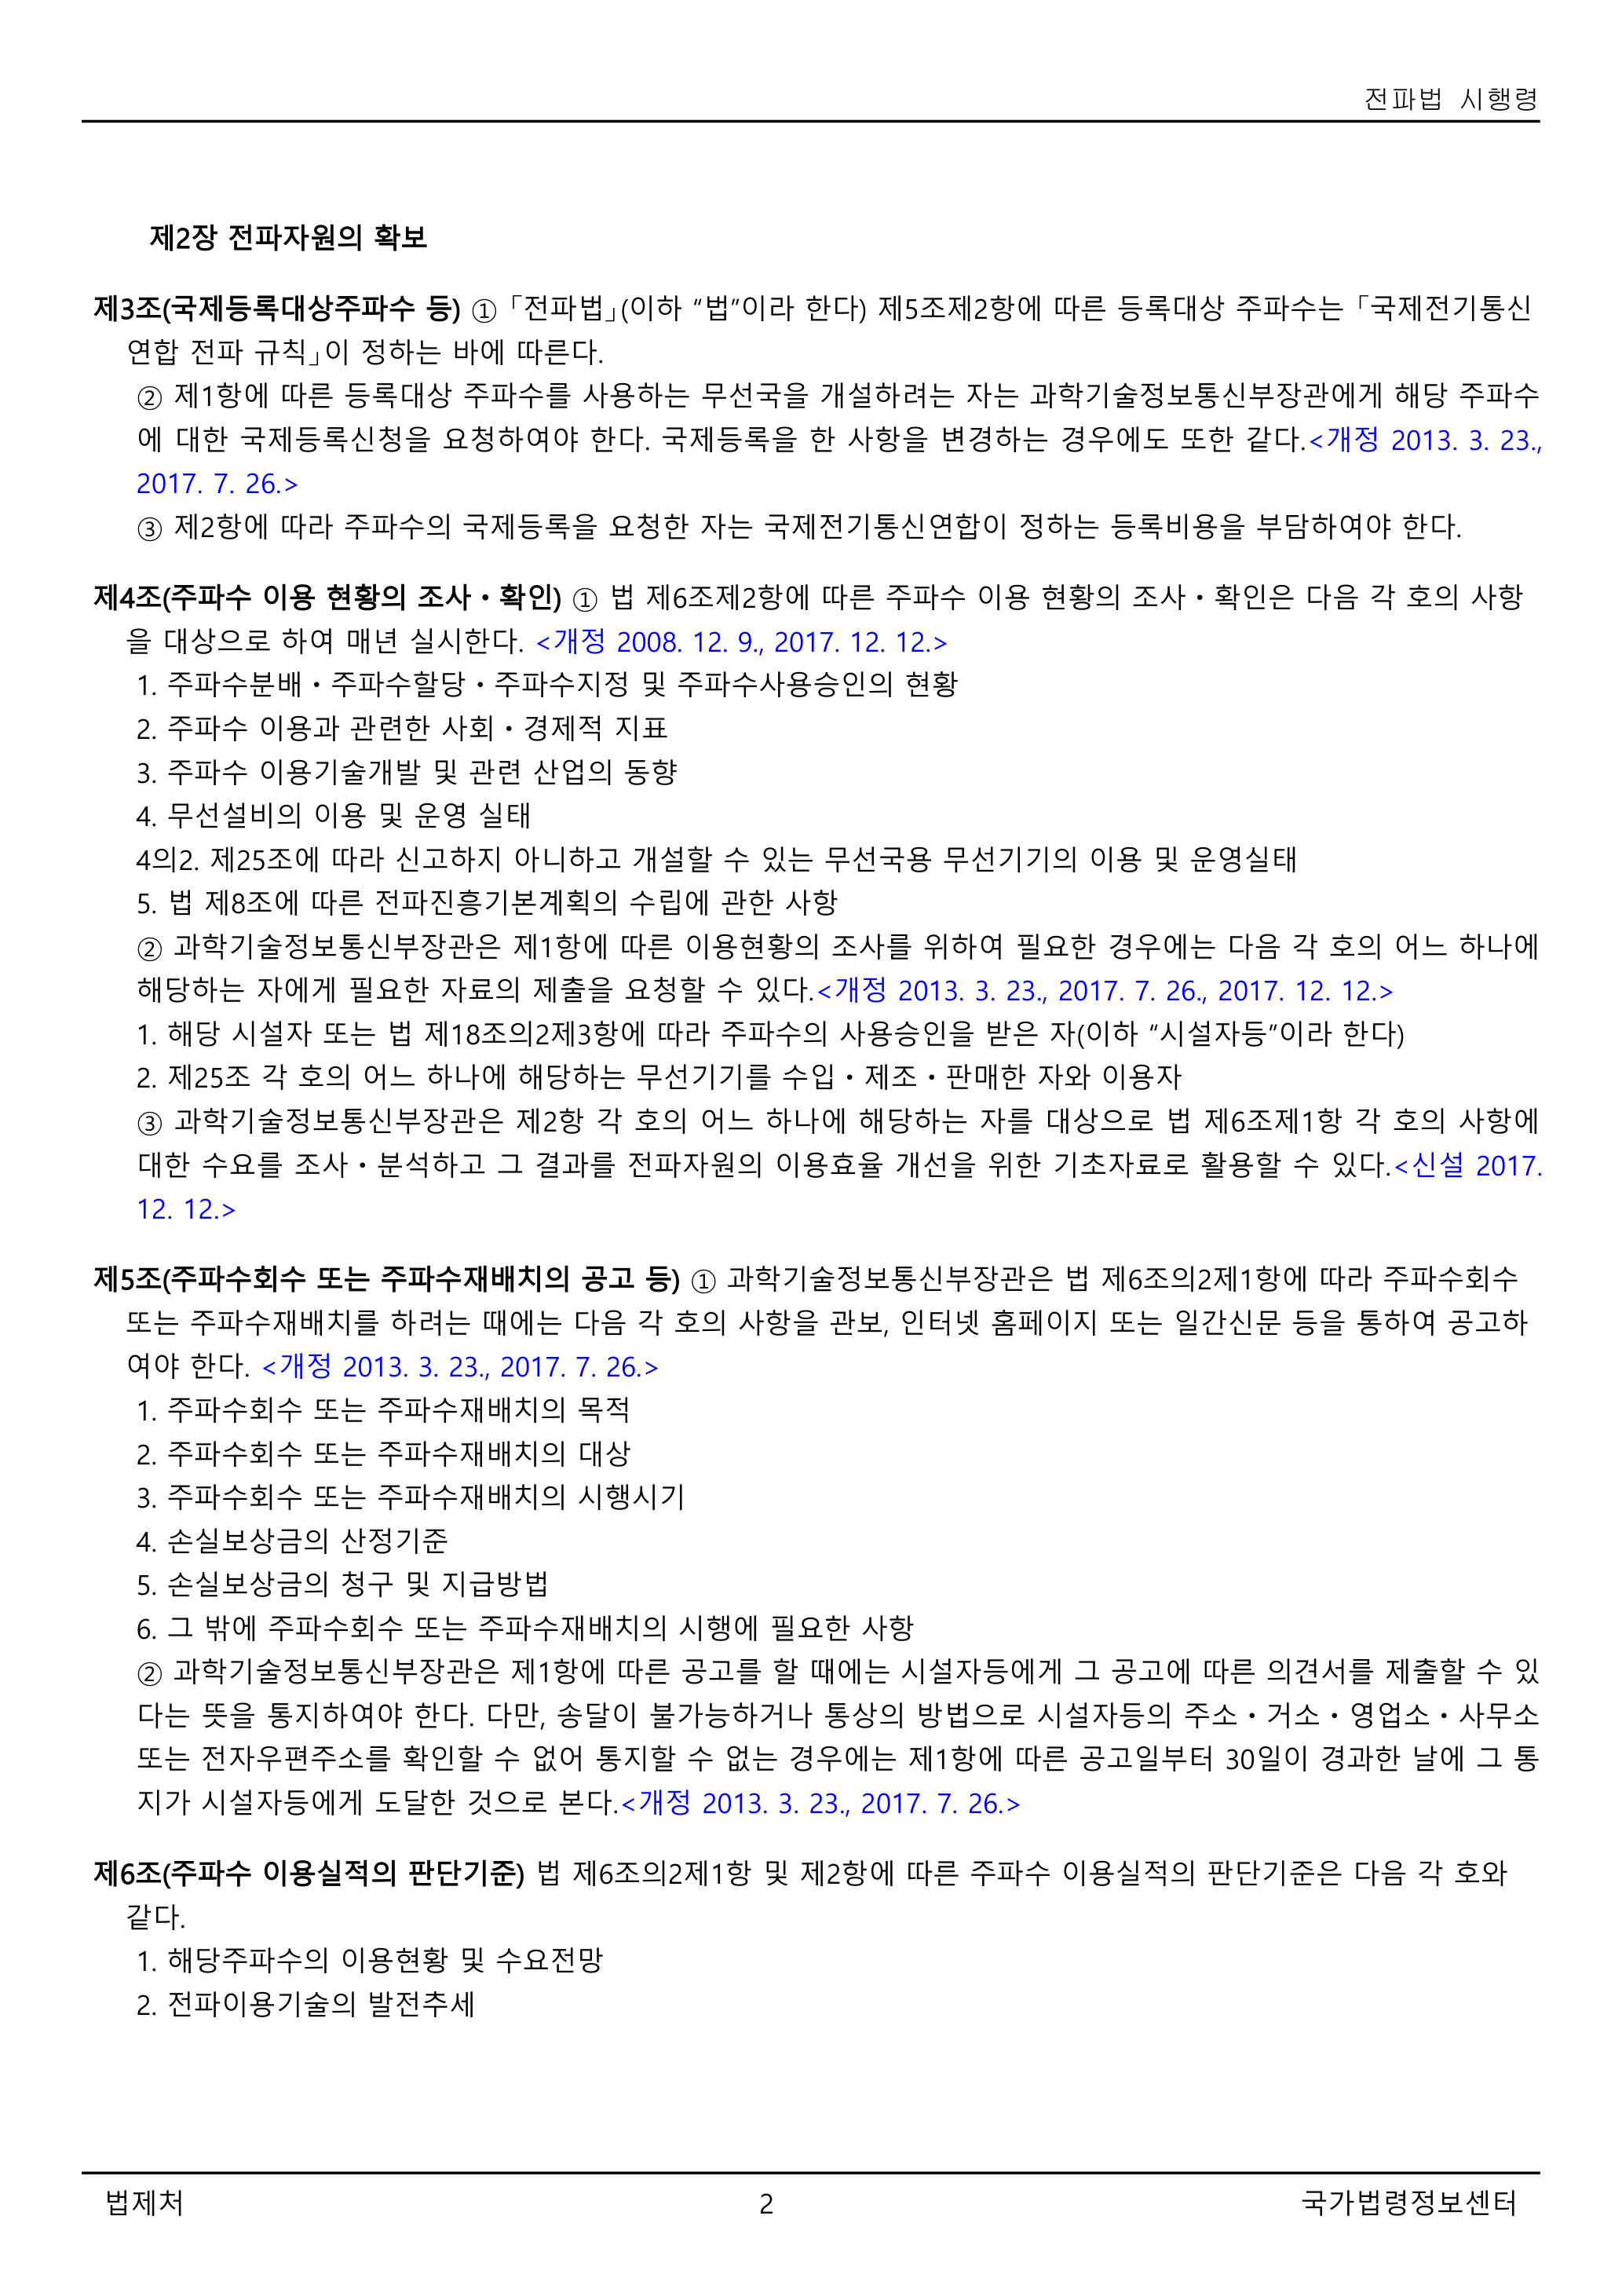 전파법 시행령
제2장 전파자원의 확보
제3조(국제등록대상주파수 등) ① 「전파법」(이하 “법”이라 한다) 제5조제2항에 따른 등록대상 주파수는 「국제전기통신
연합 전파 규칙」이 정하는 바에 따른다.
② 제1항에 따른 등록대상 주파수를 사용하는 무선국을 개설하려는 자는 과학기술정보통신부장관에게 해당 주파수
에 대한 국제등록신청을 요청하여야 한다. 국제등록을 한 사항을 변경하는 경우에도 또한 같다.<개정 2013. 3. 23.,
2017. 7. 26.>
③ 제2항에 따라 주파수의 국제등록을 요청한 자는 국제전기통신연합이 정하는 등록비용을 부담하여야 한다.
제4조(주파수 이용 현황의 조사ㆍ확인) ① 법 제6조제2항에 따른 주파수 이용 현황의 조사ㆍ확인은 다음 각 호의 사항
을 대상으로 하여 매년 실시한다. <개정 2008. 12. 9., 2017. 12. 12.>
1. 주파수분배ㆍ주파수할당ㆍ주파수지정 및 주파수사용승인의 현황
2. 주파수 이용과 관련한 사회ㆍ경제적 지표
3. 주파수 이용기술개발 및 관련 산업의 동향
4. 무선설비의 이용 및 운영 실태
4의2. 제25조에 따라 신고하지 아니하고 개설할 수 있는 무선국용 무선기기의 이용 및 운영실태
5. 법 제8조에 따른 전파진흥기본계획의 수립에 관한 사항
② 과학기술정보통신부장관은 제1항에 따른 이용현황의 조사를 위하여 필요한 경우에는 다음 각 호의 어느 하나에
해당하는 자에게 필요한 자료의 제출을 요청할 수 있다.<개정 2013. 3. 23., 2017. 7. 26., 2017. 12. 12.>
1. 해당 시설자 또는 법 제18조의2제3항에 따라 주파수의 사용승인을 받은 자(이하 “시설자등”이라 한다)
2. 제25조 각 호의 어느 하나에 해당하는 무선기기를 수입ㆍ제조ㆍ판매한 자와 이용자
③ 과학기술정보통신부장관은 제2항 각 호의 어느 하나에 해당하는 자를 대상으로 법 제6조제1항 각 호의 사항에
대한 수요를 조사ㆍ분석하고 그 결과를 전파자원의 이용효율 개선을 위한 기초자료로 활용할 수 있다.<신설 2017.
12. 12.>
제5조(주파수회수 또는 주파수재배치의 공고 등) ① 과학기술정보통신부장관은 법 제6조의2제1항에 따라 주파수회수
또는 주파수재배치를 하려는 때에는 다음 각 호의 사항을 관보, 인터넷 홈페이지 또는 일간신문 등을 통하여 공고하
여야 한다. <개정 2013. 3. 23., 2017. 7. 26.>
1. 주파수회수 또는 주파수재배치의 목적
2. 주파수회수 또는 주파수재배치의 대상
3. 주파수회수 또는 주파수재배치의 시행시기
4. 손실보상금의 산정기준
5. 손실보상금의 청구 및 지급방법
6. 그 밖에 주파수회수 또는 주파수재배치의 시행에 필요한 사항
② 과학기술정보통신부장관은 제1항에 따른 공고를 할 때에는 시설자등에게 그 공고에 따른 의견서를 제출할 수 있
다는 뜻을 통지하여야 한다. 다만, 송달이 불가능하거나 통상의 방법으로 시설자등의 주소ㆍ거소ㆍ영업소ㆍ사무소
또는 전자우편주소를 확인할 수 없어 통지할 수 없는 경우에는 제1항에 따른 공고일부터 30일이 경과한 날에 그 통
지가 시설자등에게 도달한 것으로 본다.<개정 2013. 3. 23., 2017. 7. 26.>
제6조(주파수 이용실적의 판단기준) 법 제6조의2제1항 및 제2항에 따른 주파수 이용실적의 판단기준은 다음 각 호와
같다.
1. 해당주파수의 이용현황 및 수요전망
2. 전파이용기술의 발전추세
법제처
2
국가법령정보센터